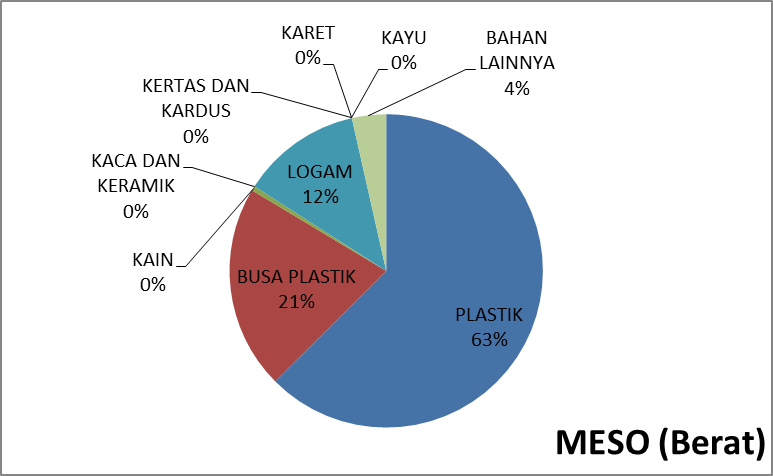 KARET
0%
KAYU
0%
BAHAN
LAINNYA
4%
KERTAS DAN
KARDUS
0%
KACA DAN
KERAMIK
0%
KAIN
0%
LOGAM
12%
BUSA PLASTIK
21%
PLASTIK
63%
MESO (Berat)